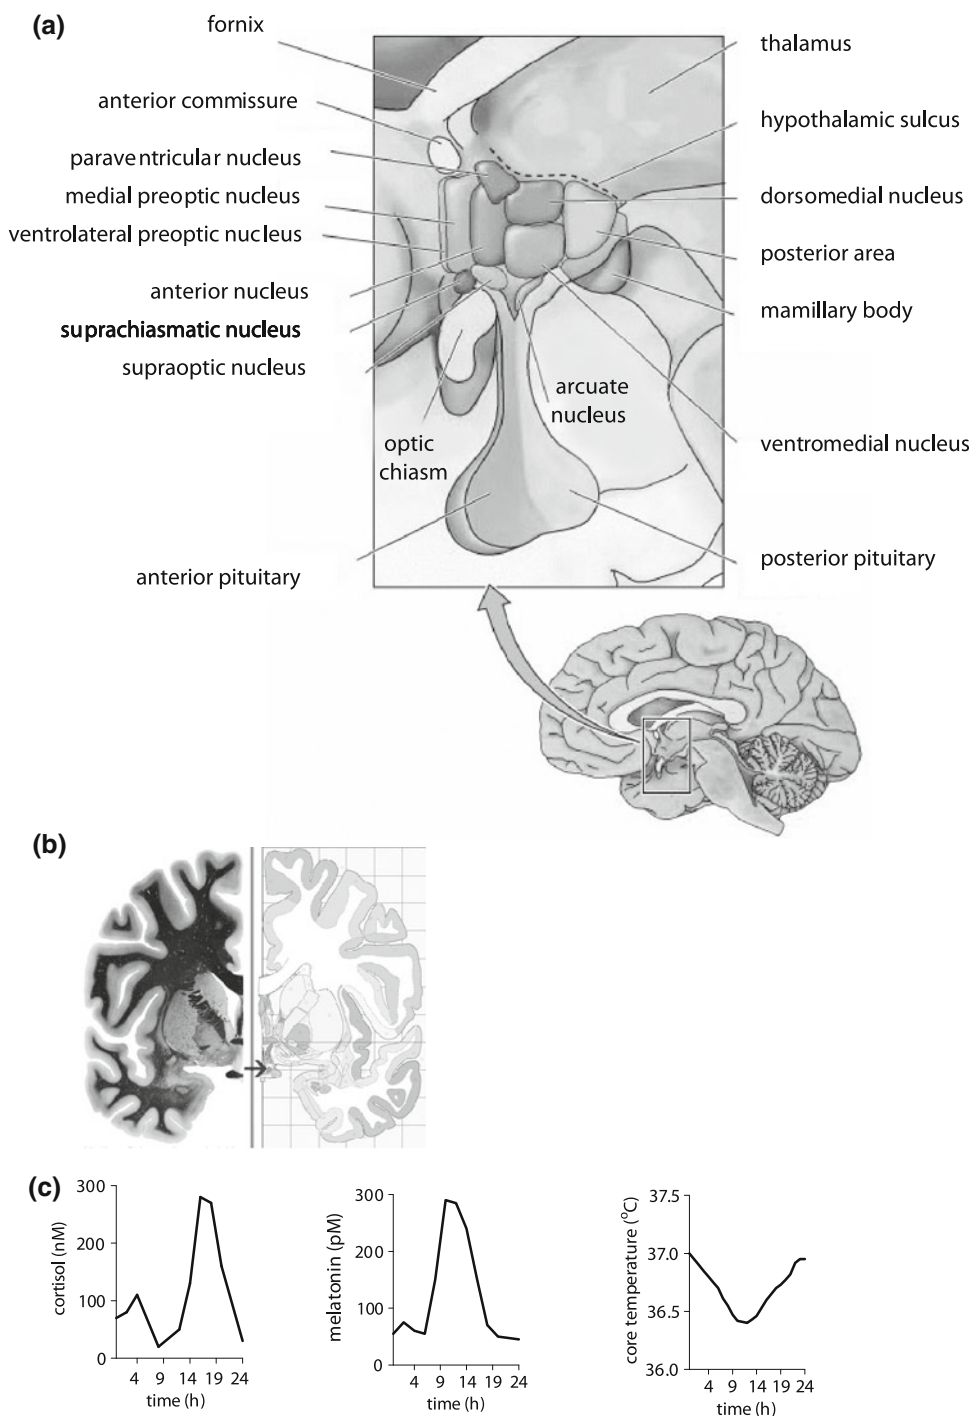 (a)
fornix
anterior commissure
paraventricular nucleus
medial preoptic nucleus
ventrolateral preoptic nucleus
anterior nucleus
suprachiasmatic nucleus
supraoptic nucleus
optic
chiasm
arcuate
nucleus
anterior pituitary
thalamus
hypothalamic sulcus
dorsomedial nucleus
posterior area
mamillary body
ventromedial nucleus
posterior pituitary
(b)
(c)
cortisol (nM)
300
200
100
0
4 9 14 19 24
time (h)
melatonin (pM)
300
200
100
0
4 9 14 19 24
time (h)
core temperature (°C)
37.5
37.0
36.5
36.0
4 9 14 19 24
time (h)